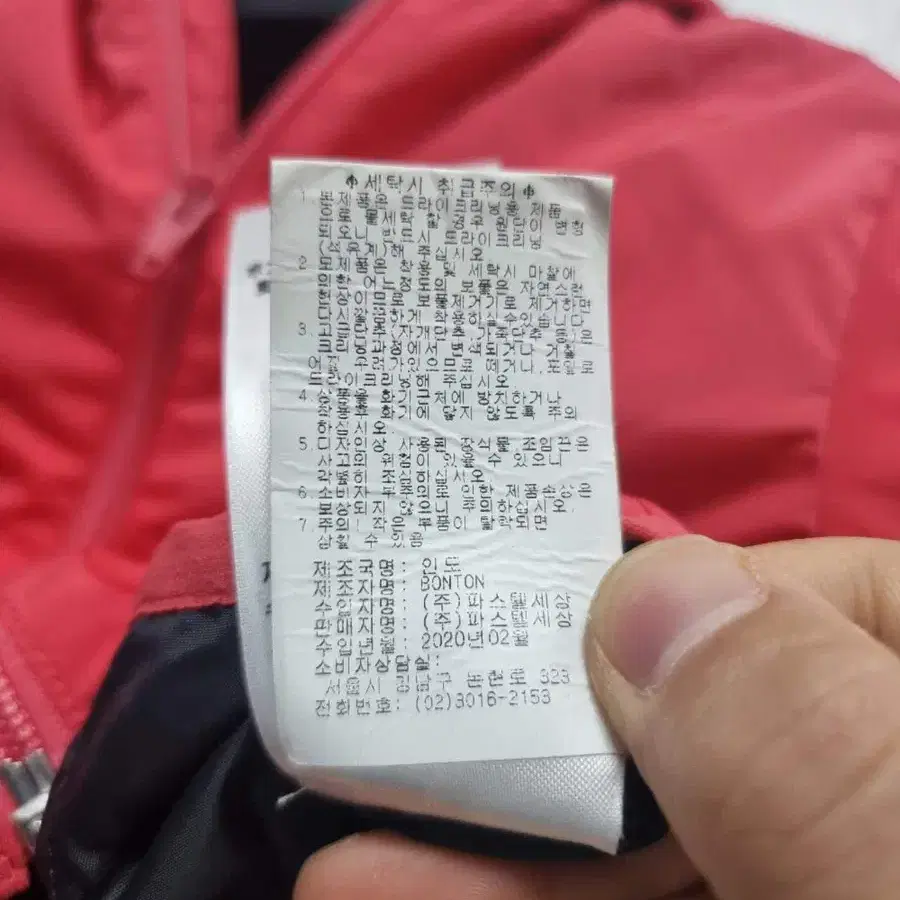 세탁시 취급주의
1. 본제품은 드라이크리닝용 제품
으로 물세탁 할 경우 원단이 변형
되오니 반드시 드라이크리닝
(석유계)해 주십시오
2. 모제품은 착용 및 세탁시 마찰에
의한 어느정도의 보풀은 자연스런
현상이므로 보풀제거기로 제거하면
다시깔끔하게 착용하실수있습니다
3. 고급단추(자개단추,가죽단추 등)은
크리닝과정에서 변색되거나 거칠
어질 우려가있으므로 떼거나,포일로
드라이크리닝해 주십시오
4. 상품을 화기근처에 방치하거나
착용후 화기에 닿지 않도록 주의
하십시오
5. 디자인상 사용된 장식물 조임끈은
사고의 위험이 있을수 있으니
각별히 조심하십시오
6. 소비자 부주의로 인한 제품손상은
보상되지 않으니 주의하십시오.
7. 주의! 작은 부품이 탈락되면
삼킬 수 있음
제조국명: 인도
제조자명: BONTON
수입자명: (주)파스텔세상
판매자명: (주)파스텔세상
수입년월: 2020년02월
소비자상담실:
서울시 강남구 논현로 323
전화번호: (02)3016-2153